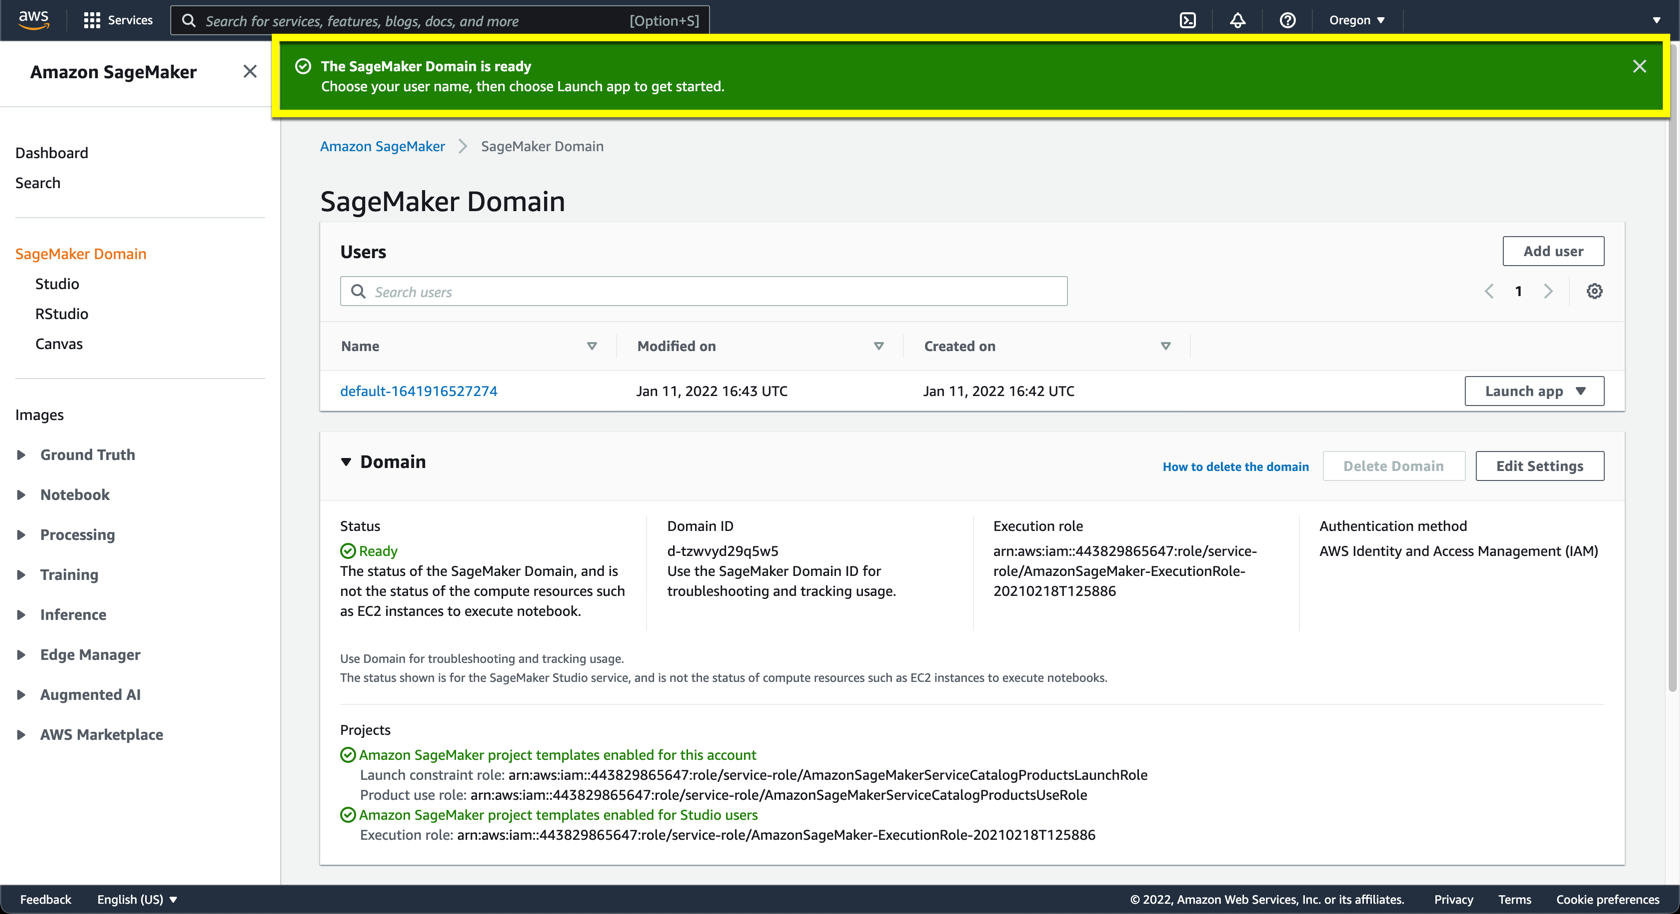 aws
Services
Search for services, features, blogs, docs, and more
[Option+S]
Oregon ▼
Amazon SageMaker
The SageMaker Domain is ready
Choose your user name, then choose Launch app to get started.
Dashboard
Search
SageMaker Domain
Studio
RStudio
Canvas
Images
Ground Truth
Notebook
Processing
Training
Inference
Edge Manager
Augmented AI
AWS Marketplace
Amazon SageMaker > SageMaker Domain
SageMaker Domain
Users
Add user
Search users
1
Name
Modified on
Created on
default-1641916527274
Jan 11, 2022 16:43 UTC
Jan 11, 2022 16:42 UTC
Launch app ▼
Domain
How to delete the domain
Delete Domain
Edit Settings
Status
Ready
The status of the SageMaker Domain, and is
not the status of the compute resources such
as EC2 instances to execute notebook.
Domain ID
d-tzwvyd29q5w5
Use the SageMaker Domain ID for
troubleshooting and tracking usage.
Execution role
arn:aws:iam::443829865647:role/service-
role/AmazonSageMaker-ExecutionRole-
20210218T125886
Authentication method
AWS Identity and Access Management (IAM)
Use Domain for troubleshooting and tracking usage.
The status shown is for the SageMaker Studio service, and is not the status of compute resources such as EC2 instances to execute notebooks.
Projects
Amazon SageMaker project templates enabled for this account
Launch constraint role: arn:aws:iam::443829865647:role/service-role/AmazonSageMakerServiceCatalogProductsLaunchRole
Product use role: arn:aws:iam::443829865647:role/service-role/AmazonSageMakerServiceCatalogProductsUseRole
Amazon SageMaker project templates enabled for Studio users
Execution role: arn:aws:iam::443829865647:role/service-role/AmazonSageMaker-ExecutionRole-20210218T125886
Feedback
English (US) ▼
© 2022, Amazon Web Services, Inc. or its affiliates.
Privacy
Terms
Cookie preferences